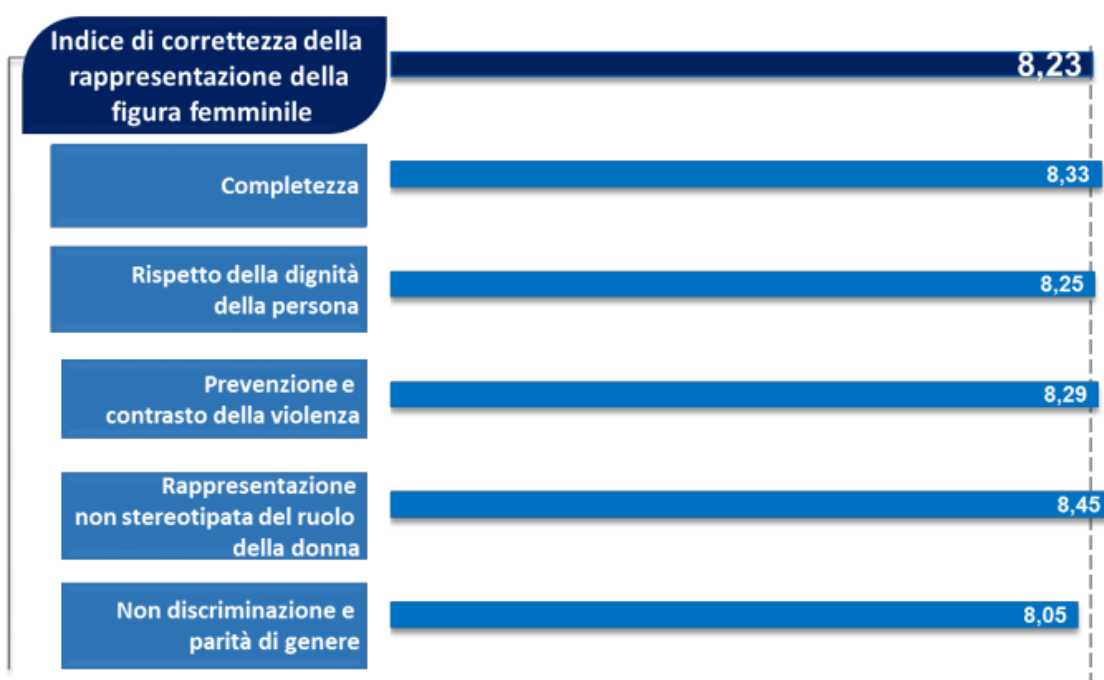 Indice di correttezza della
rappresentazione della
figura femminile
8,23
Completezza
8,33
Rispetto della dignità
della persona
8,25
Prevenzione e
contrasto della violenza
8,29
Rappresentazione
non stereotipata del ruolo
della donna
8,45
Non discriminazione e
parità di genere
8,05